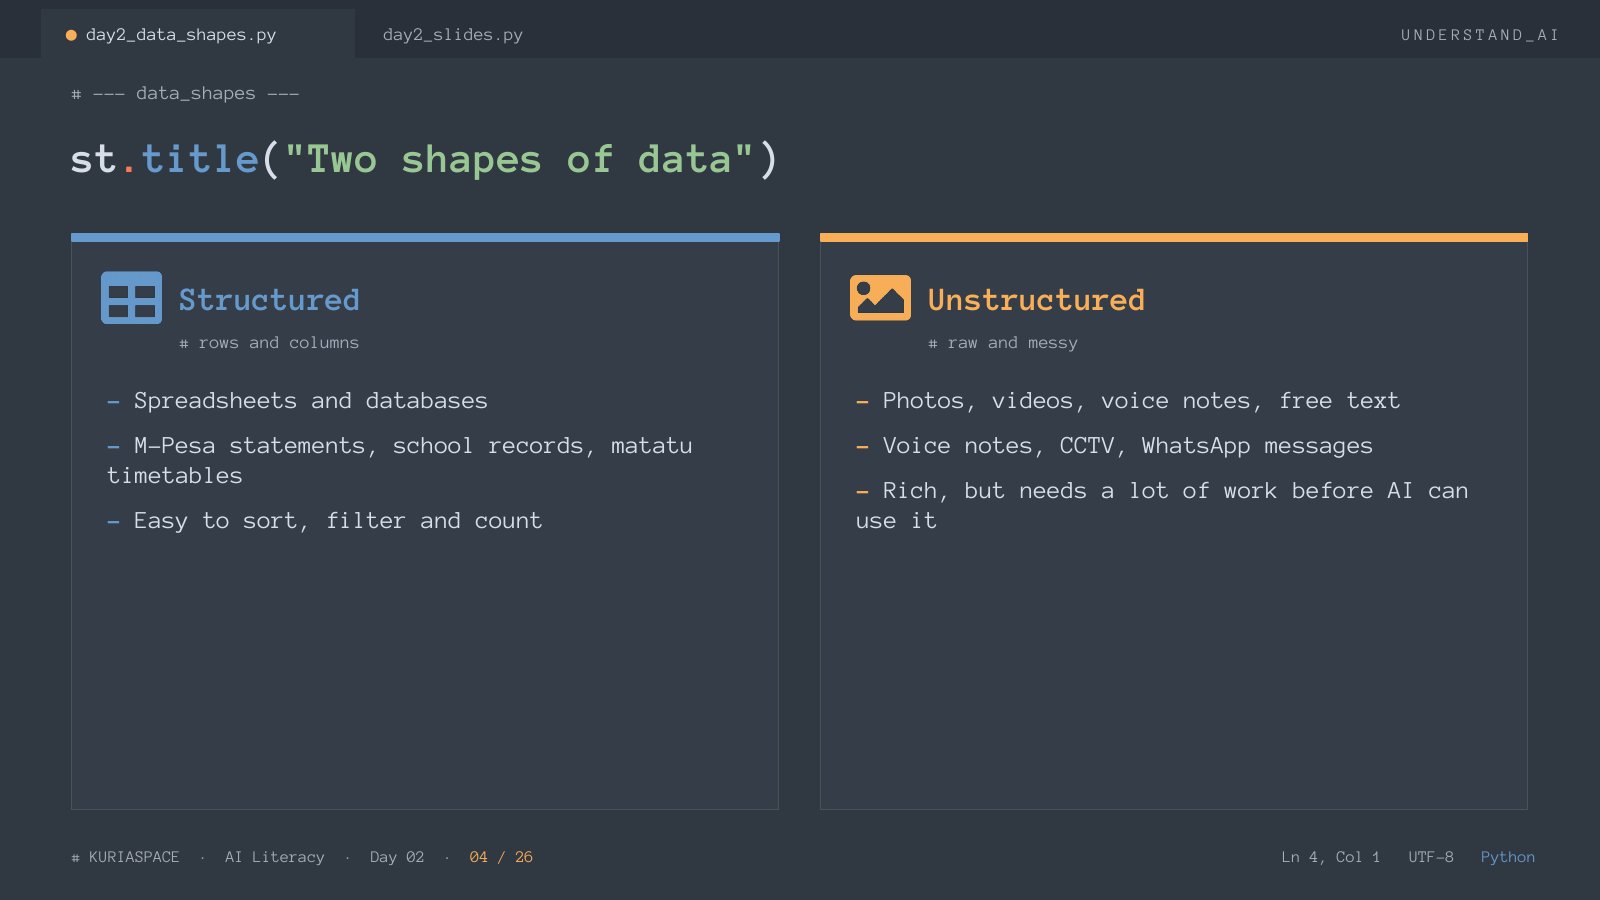 day2_data_shapes.py
day2_slides.py
UNDERSTAND_AI
# --- data_shapes ---
st.title("Two shapes of data")
Structured
# rows and columns
- Spreadsheets and databases
- M-Pesa statements, school records, matatu
timetables
- Easy to sort, filter and count
Unstructured
# raw and messy
- Photos, videos, voice notes, free text
- Voice notes, CCTV, WhatsApp messages
- Rich, but needs a lot of work before AI can
use it
# KURIASPACE · AI Literacy · Day 02 · 04 / 26
Ln 4, Col 1 UTF-8 Python